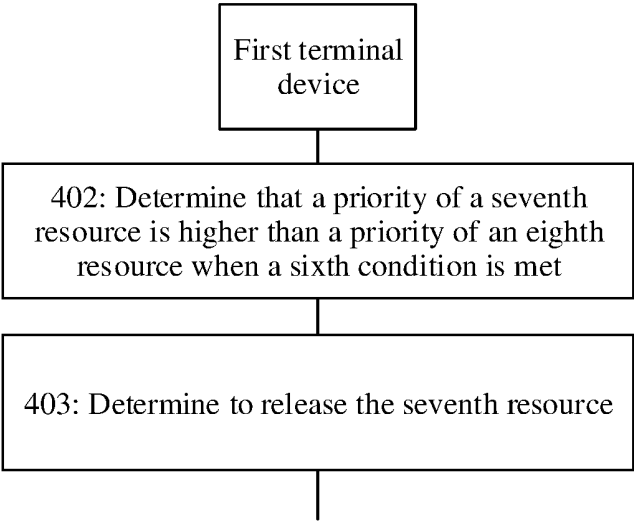 First terminal
device
402: Determine that a priority of a seventh
resource is higher than a priority of an eighth
resource when a sixth condition is met
403: Determine to release the seventh resource